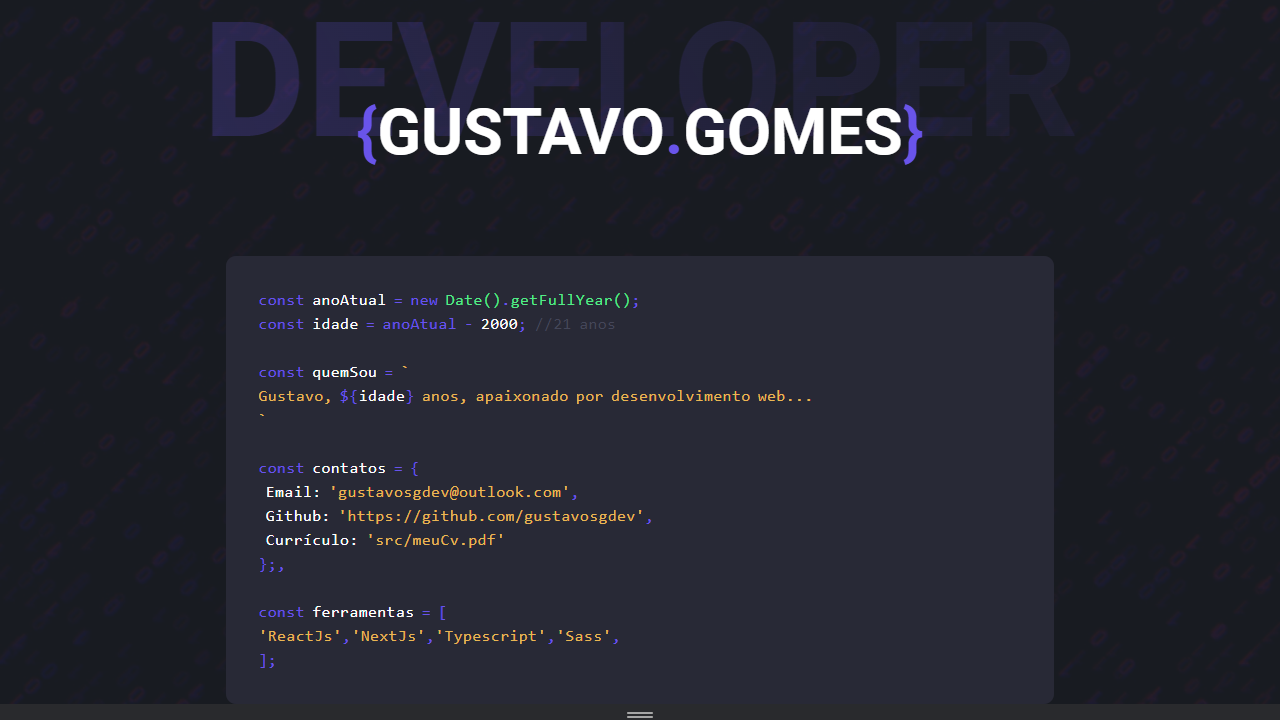 DEVELOPER
{GUSTAVO.GOMES}
const anoAtual = new Date().getFullYear();
const idade = anoAtual - 2000; //21 anos
const quemSou = `
Gustavo, ${idade} anos, apaixonado por desenvolvimento web...
`
const contatos = {
Email: 'gustavosgdev@outlook.com',
Github: 'https://github.com/gustavosgdev',
Currículo: 'src/meuCv.pdf'
};,
const ferramentas = [
'ReactJs','NextJs','Typescript','Sass',
];